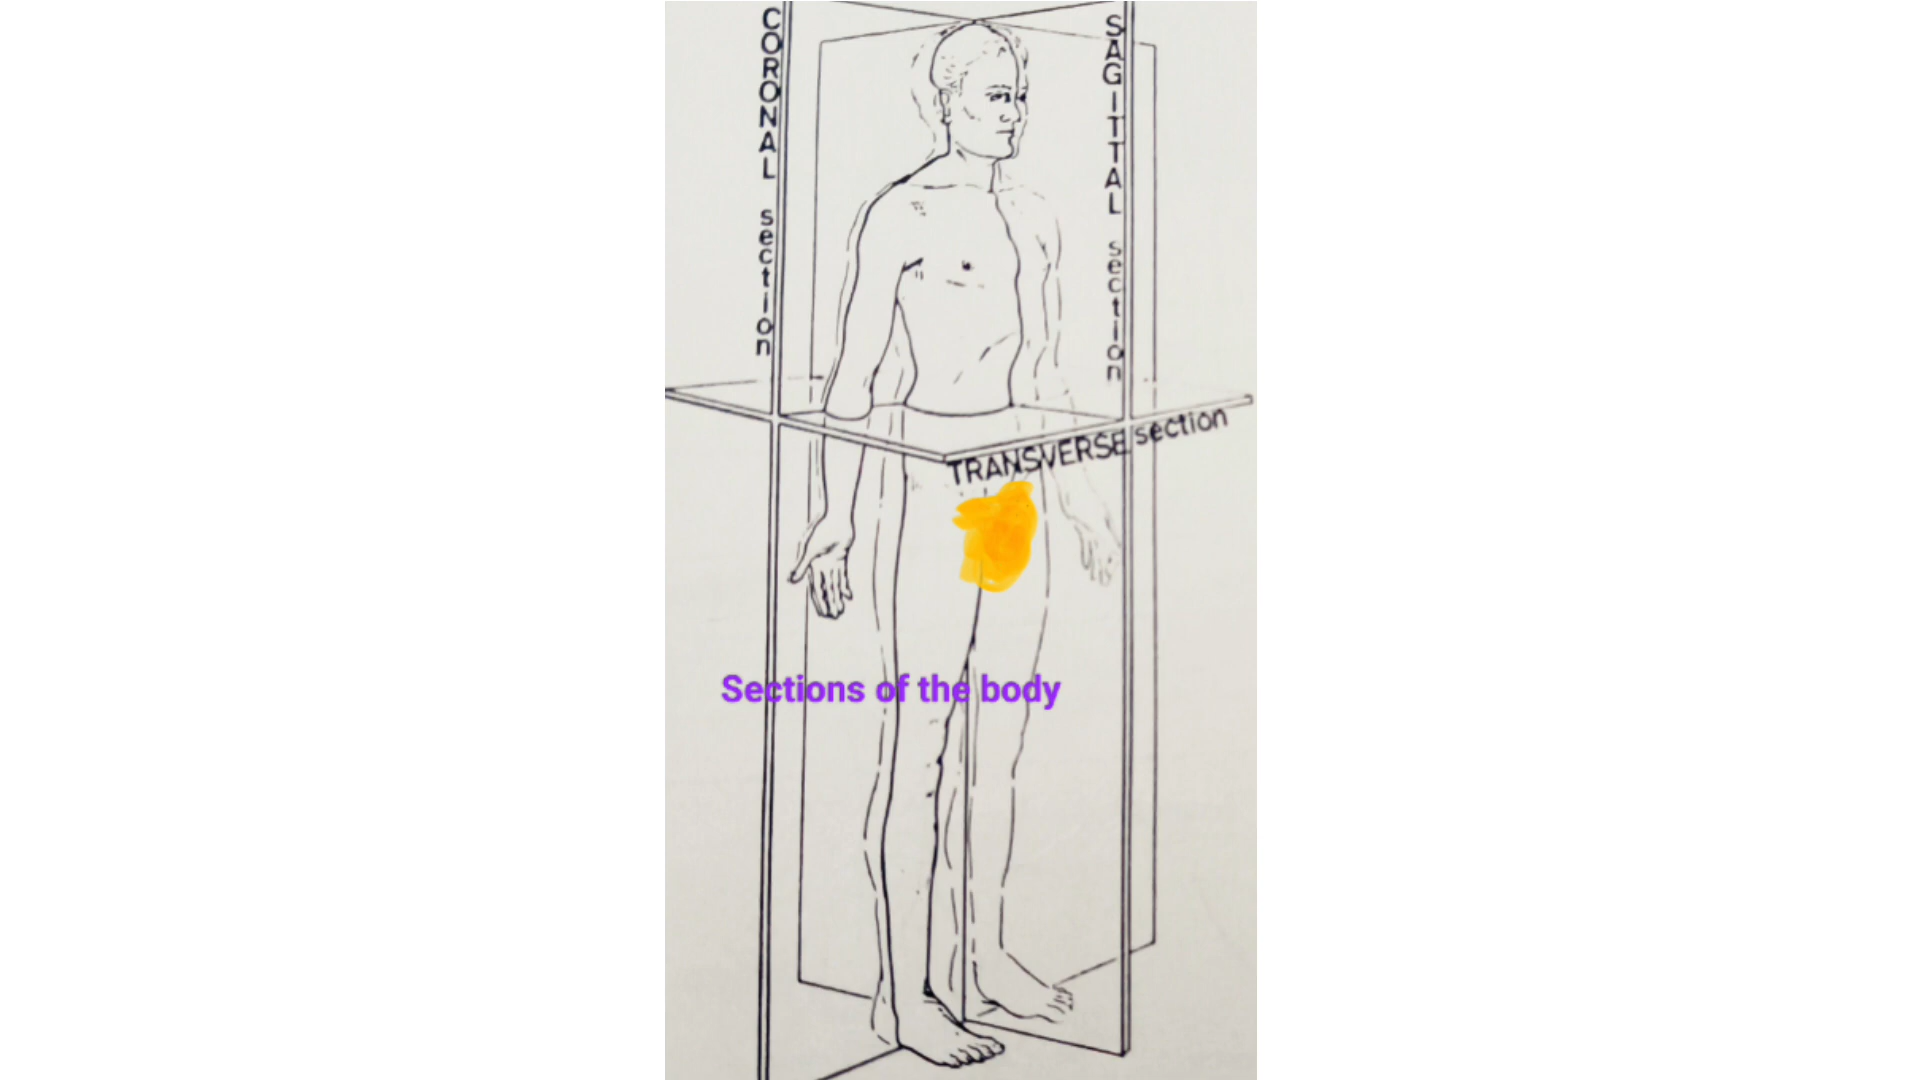 CORONAL section
SAGITTAL section
TRANSVERSE section
Sections of the body